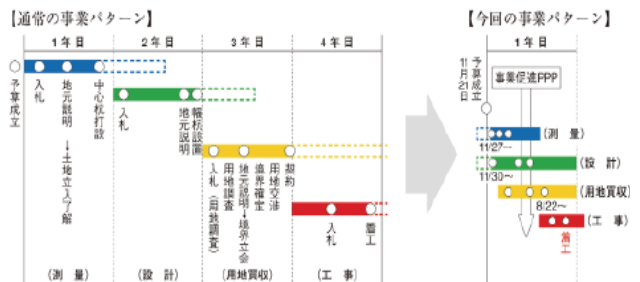 【通常の事業パターン】
1年目
2年目
3年目
4年目
予算成立
入札
地元説明→土地立入了解
中心杭打設
入札
地元説明
幅杭設置
入札(用地調査)
用地調査
地元説明→境界立会
境界確定
用地交渉
契約
入札
着工
(測 量)
(設 計)
(用地買収)
(工 事)
【今回の事業パターン】
1年目
予算成立
11月21日
事業促進PPP
(測 量)
11/27~
(設 計)
11/30~
(用地買収)
8/22~
(工 事)
着工